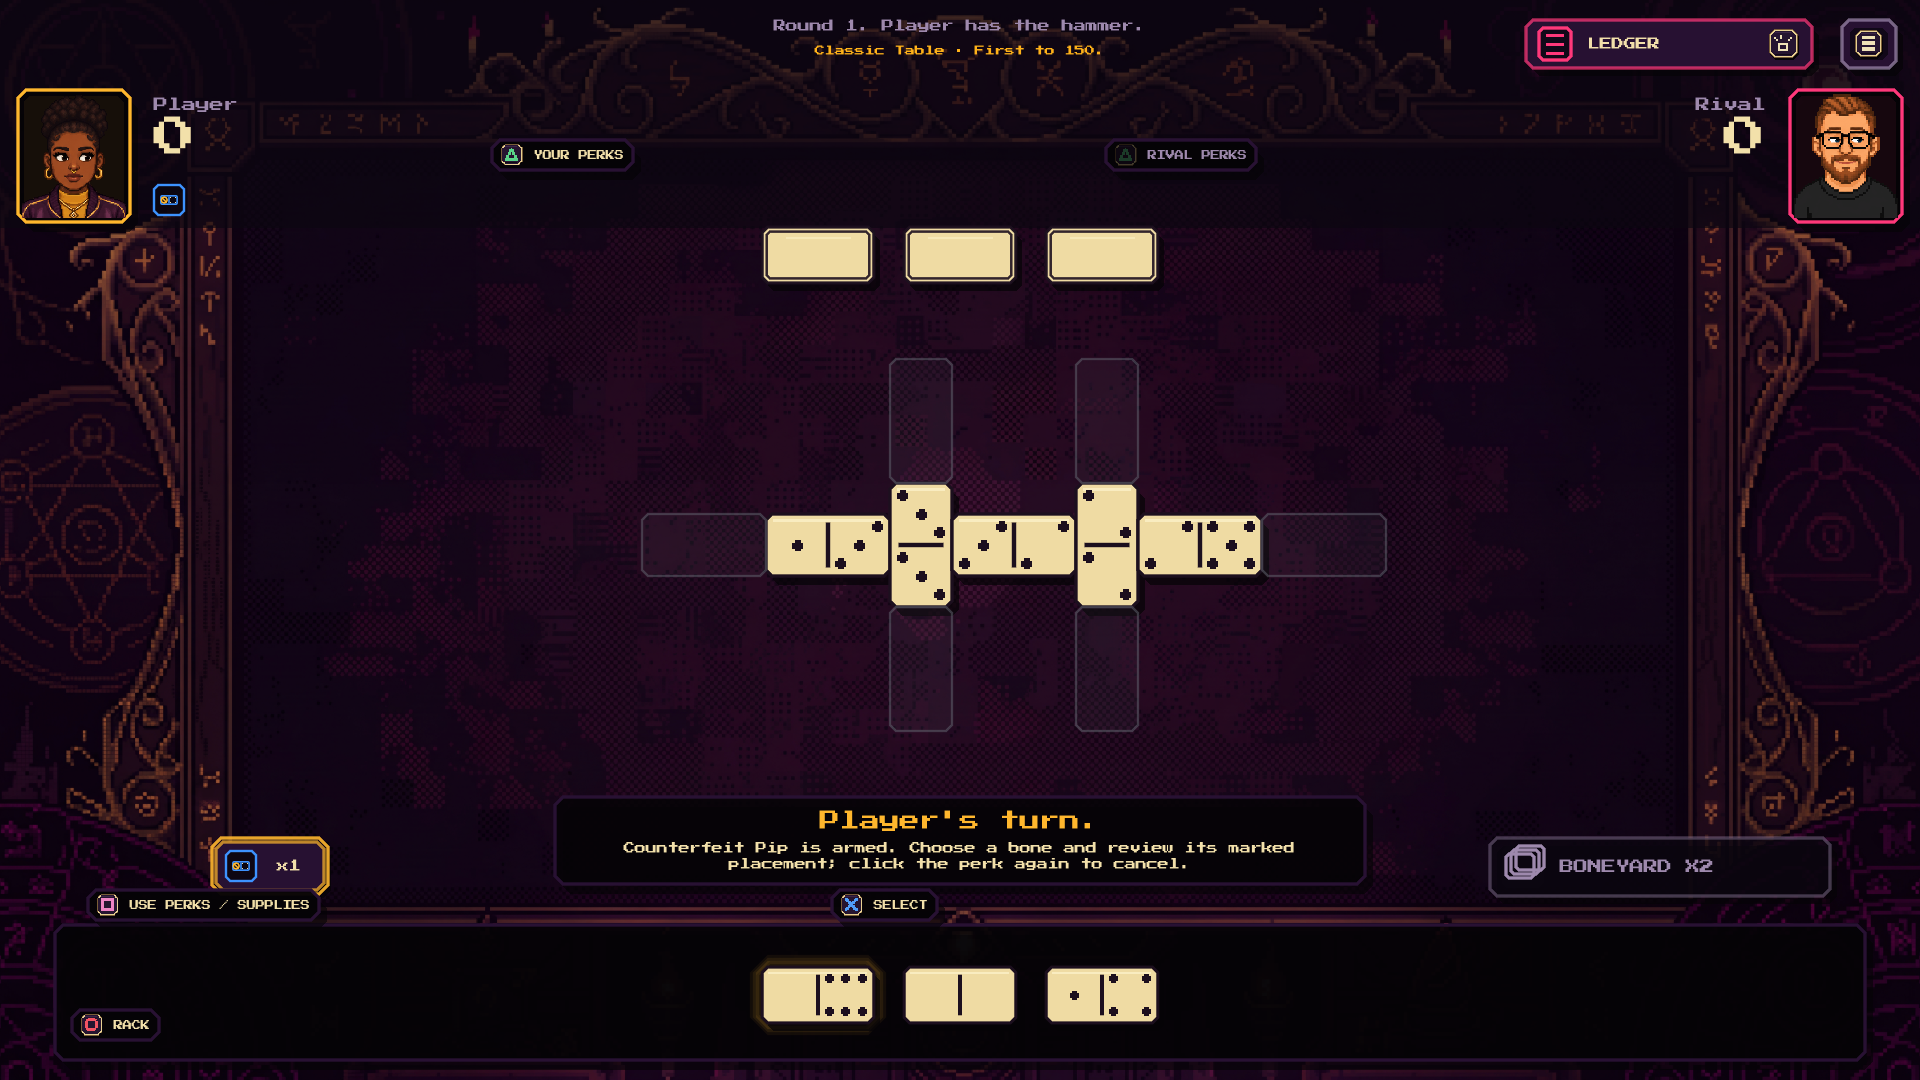 Round 1. Player has the hammer.
Classic Table · First to 150.
LEDGER
Player
0
Rival
0
YOUR PERKS
RIVAL PERKS
Player's turn.
Counterfeit Pip is armed. Choose a bone and review its marked
placement; click the perk again to cancel.
x1
BONEYARD X2
USE PERKS / SUPPLIES
SELECT
RACK